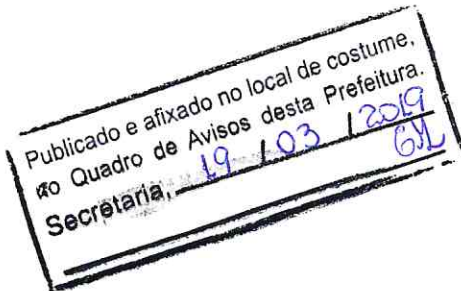 Publicado e afixado no local de costume,
no Quadro de Avisos desta Prefeitura.
Secretaria, 19 / 03 / 2019